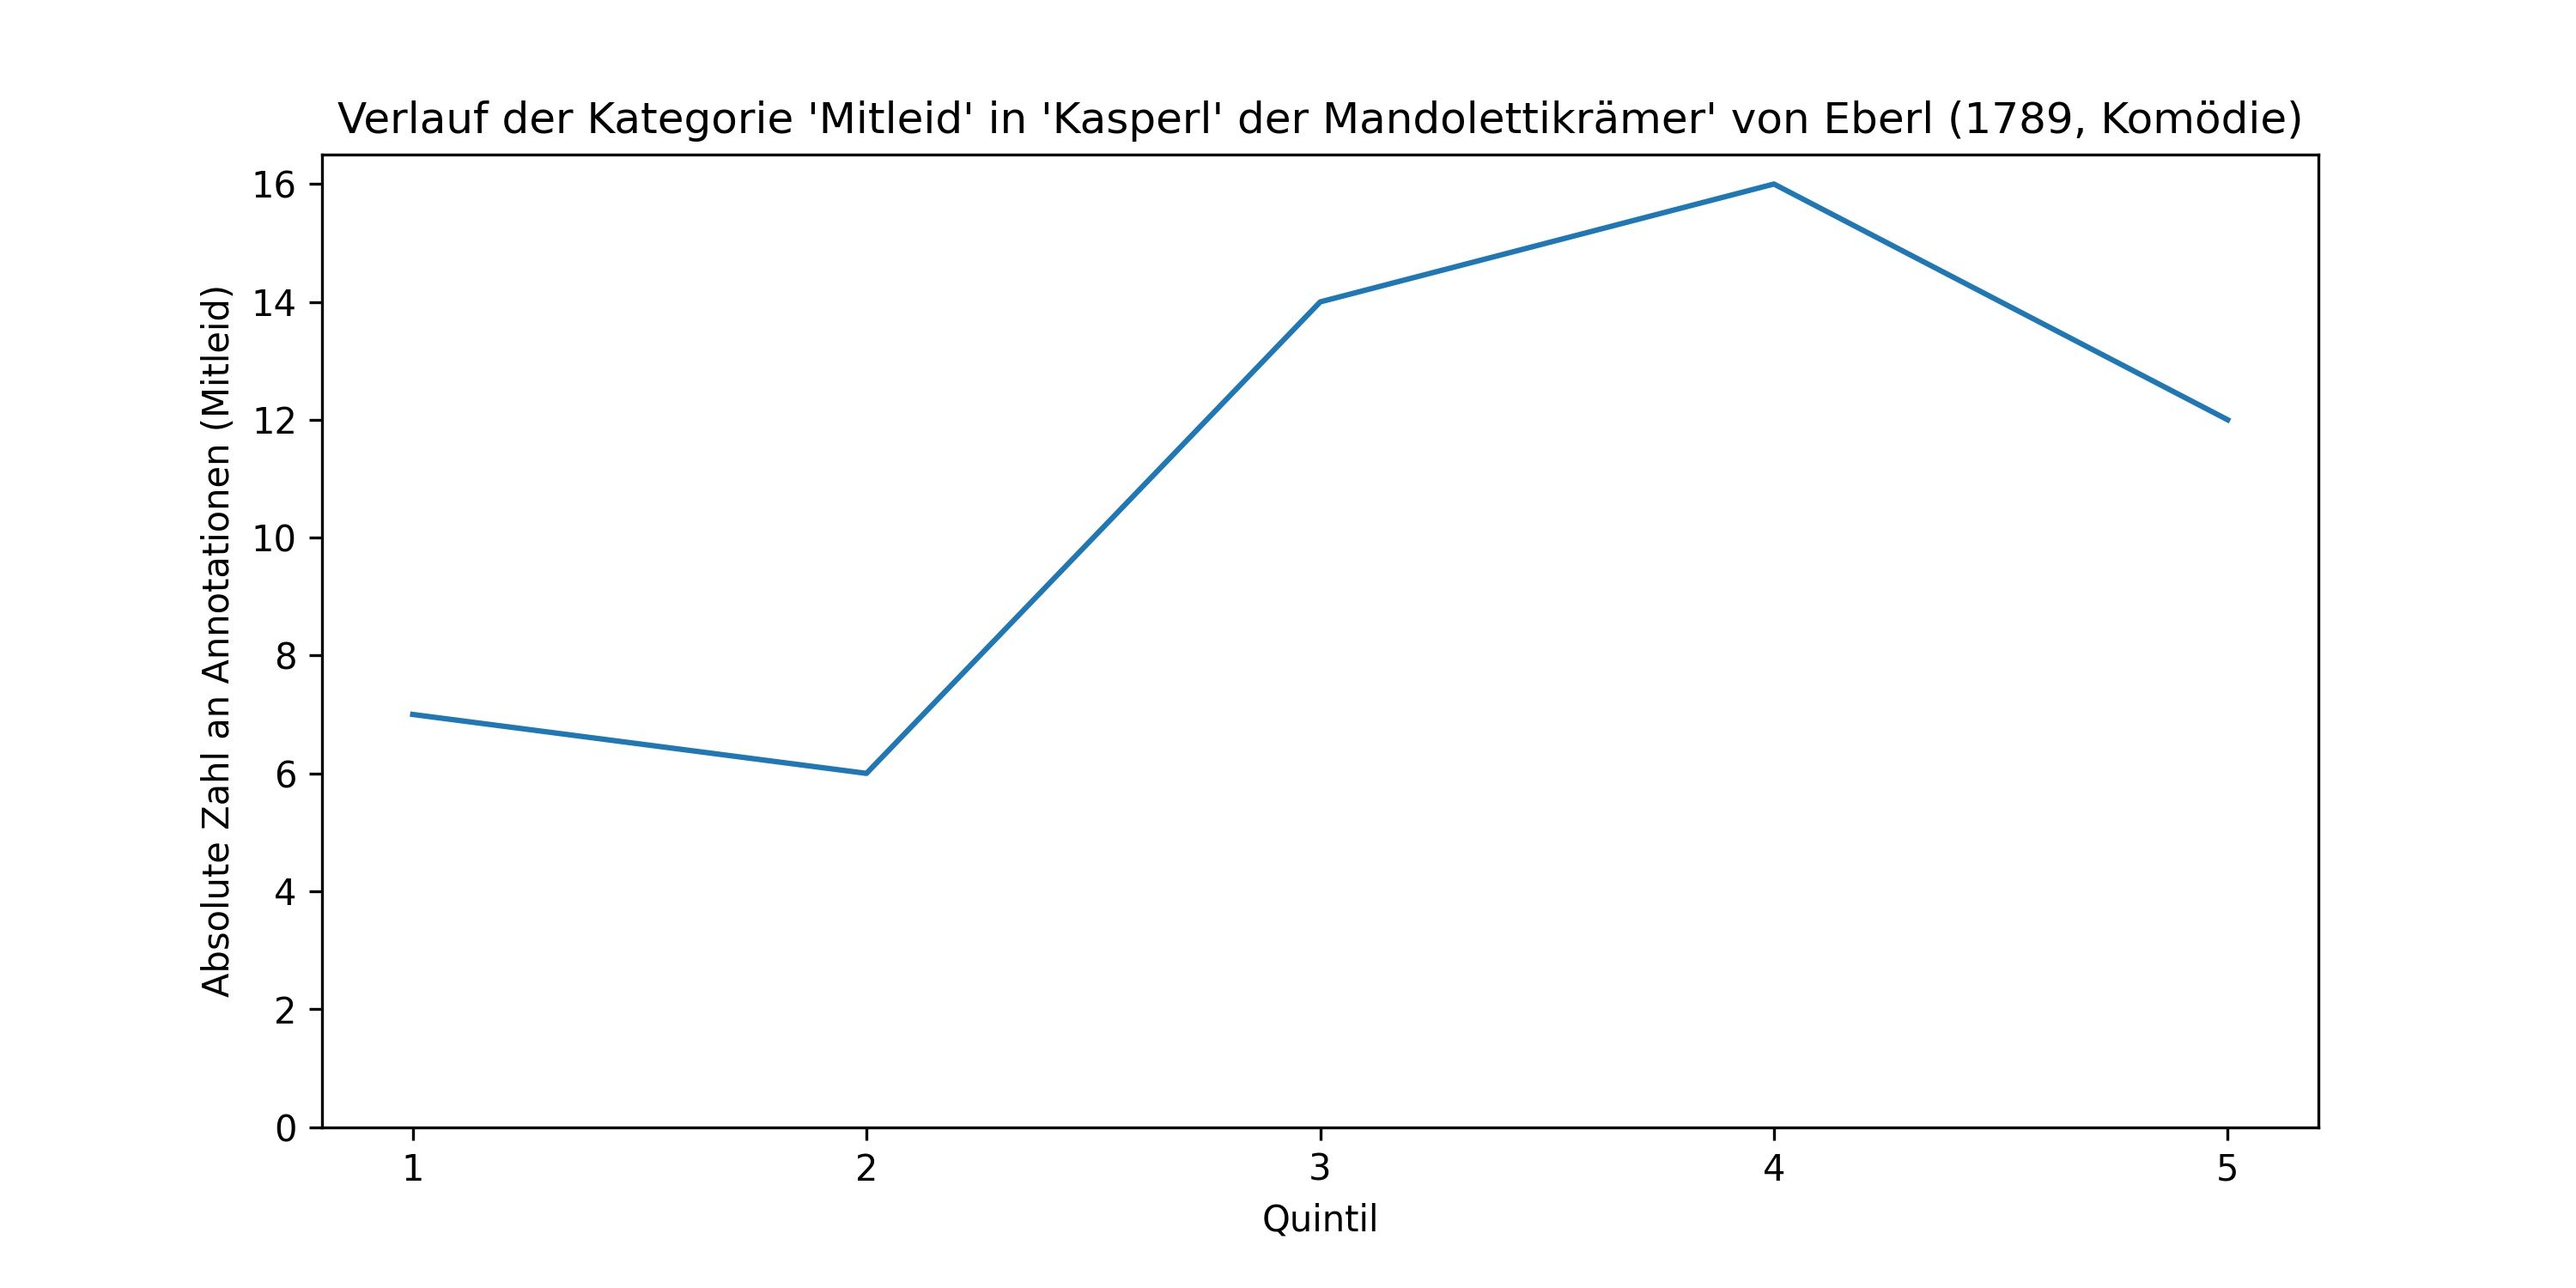 Verlauf der Kategorie 'Mitleid' in 'Kasperl' der Mandolettikrämer' von Eberl (1789, Komödie)
Absolute Zahl an Annotationen (Mitleid)
16
14
12
10
8
6
4
2
0
1 2 3 4 5
Quintil